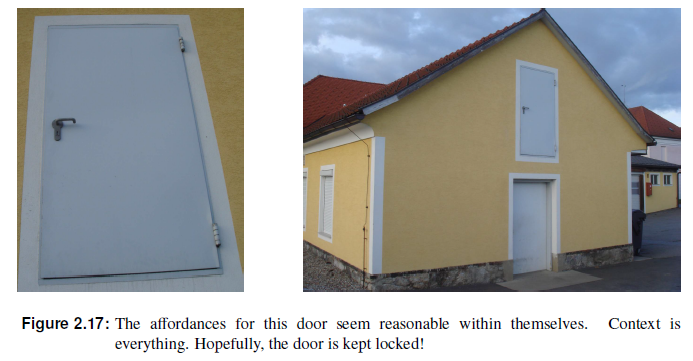 Figure 2.17: The affordances for this door seem reasonable within themselves. Context is
everything. Hopefully, the door is kept locked!